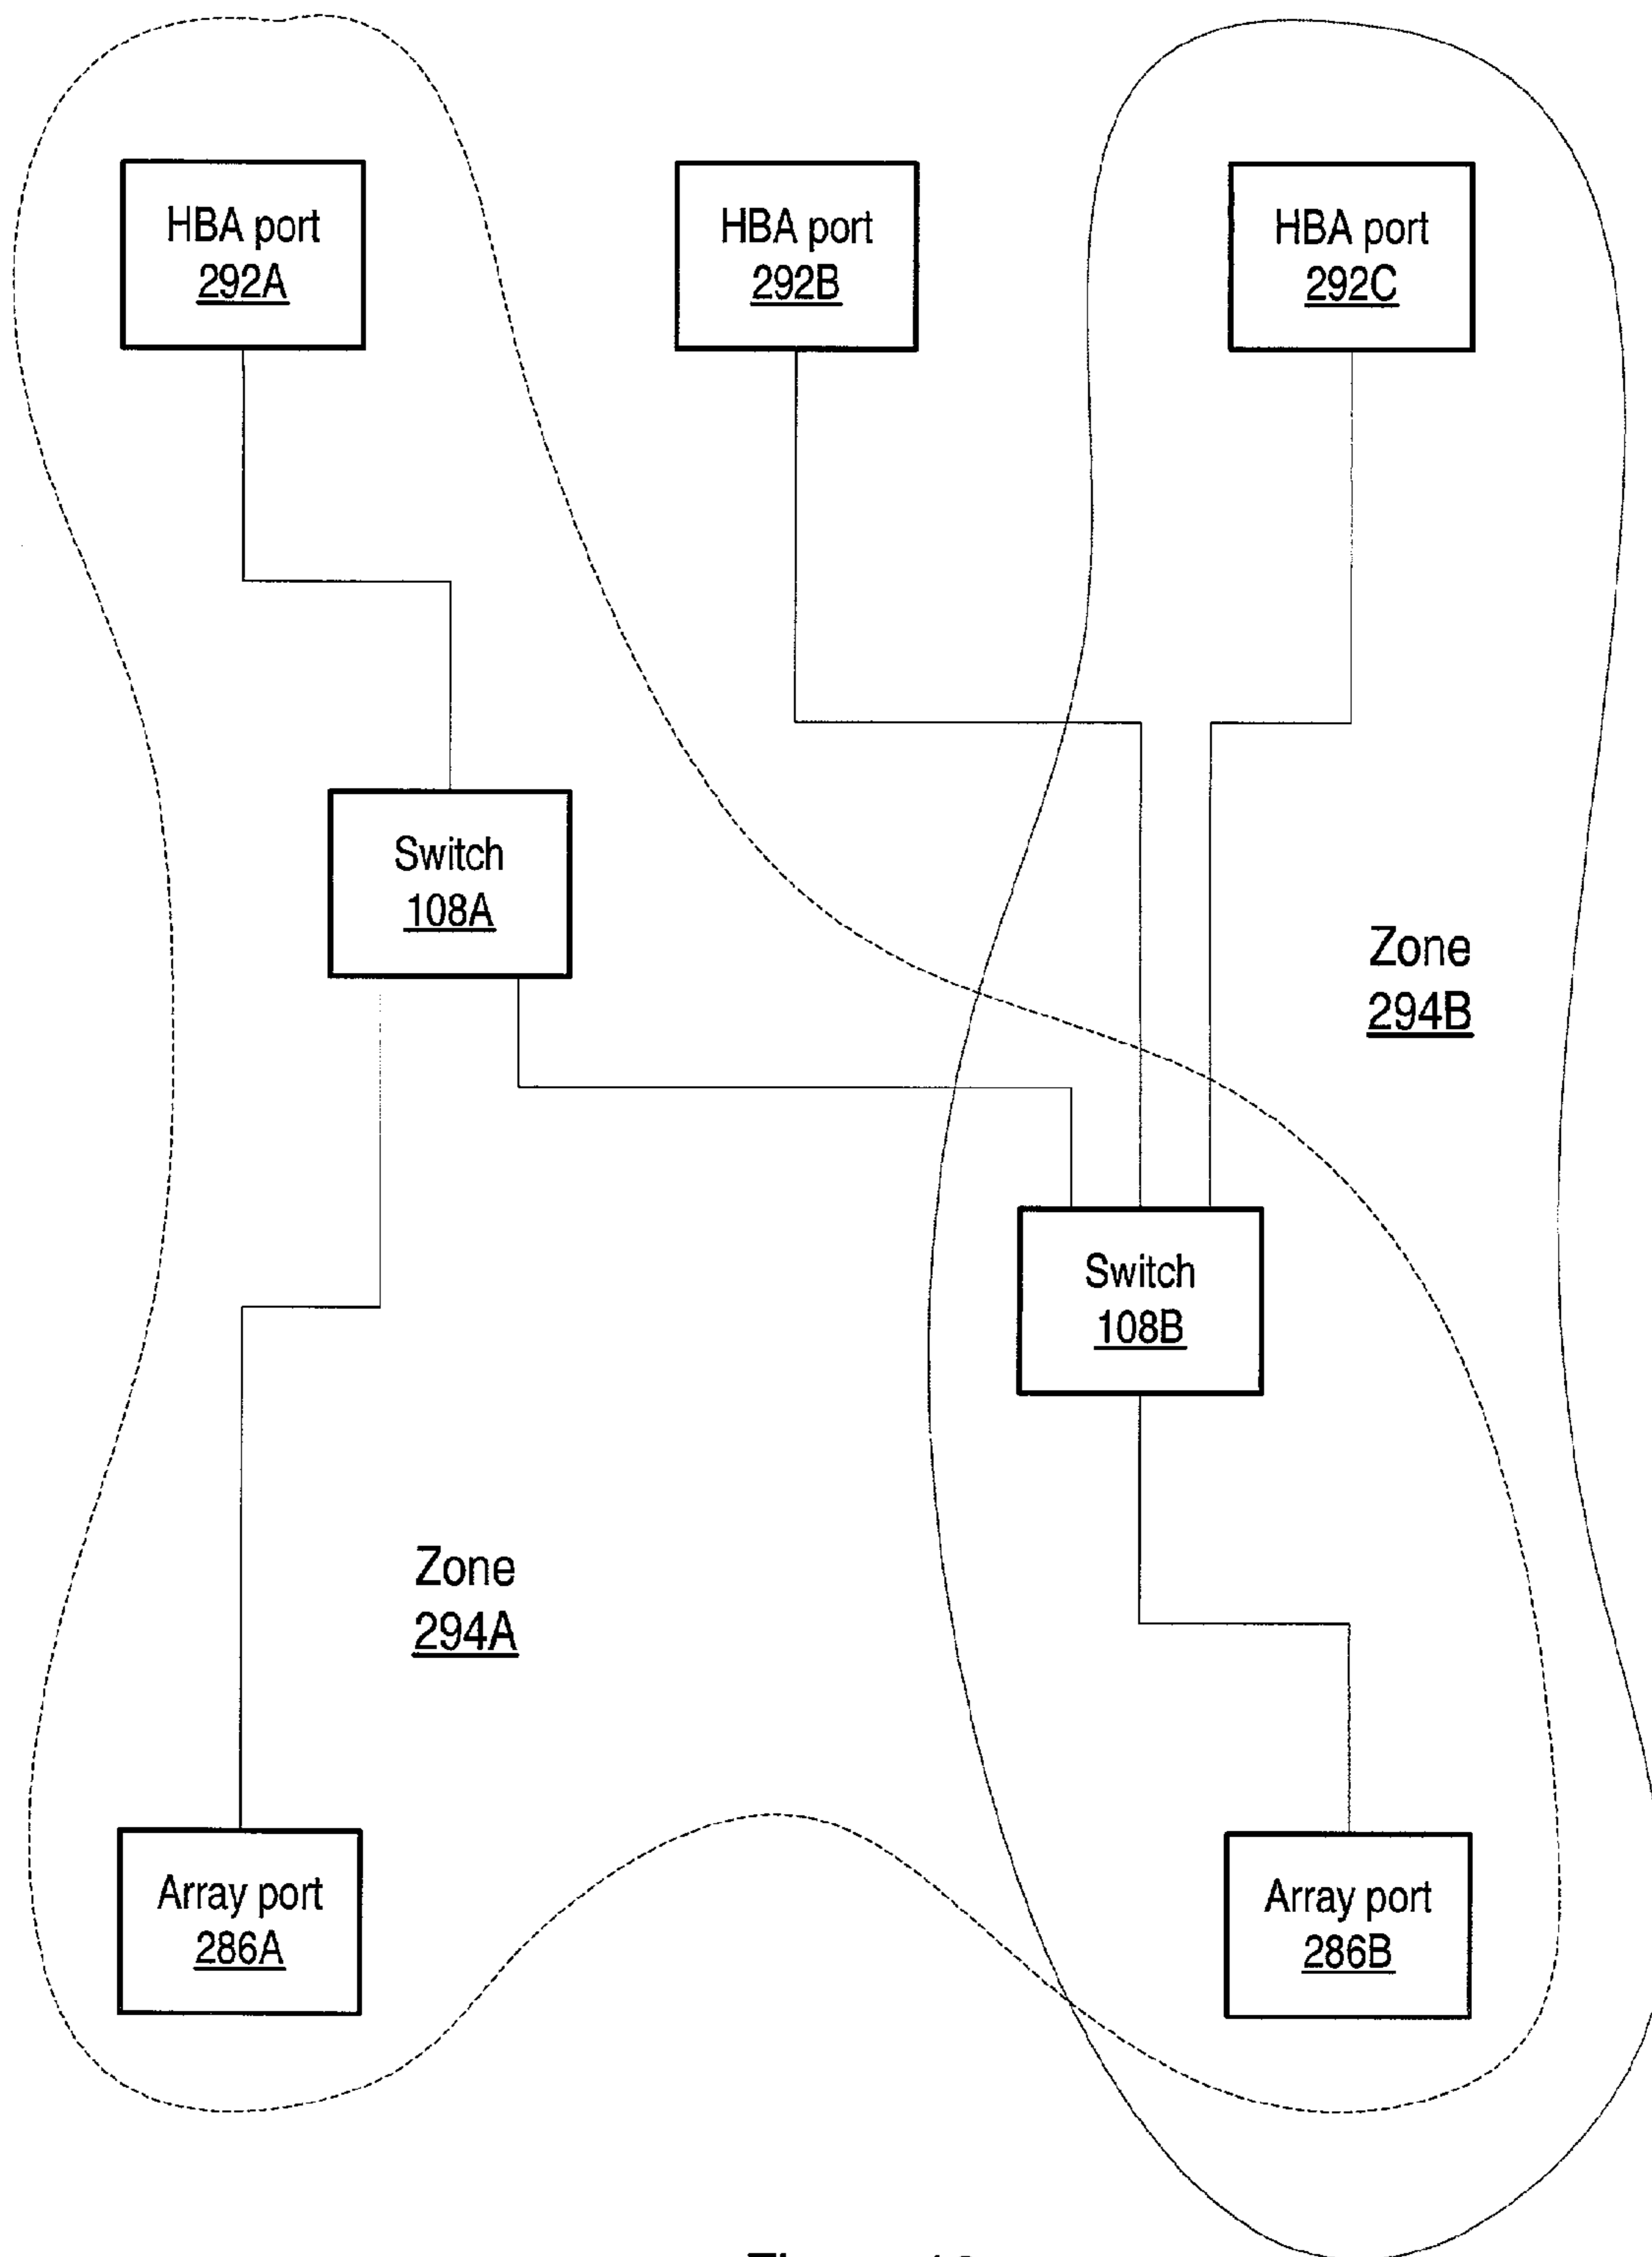 HBA port
292A
HBA port
292B
HBA port
292C
Switch
108A
Zone
294B
Switch
108B
Zone
294A
Array port
286A
Array port
286B